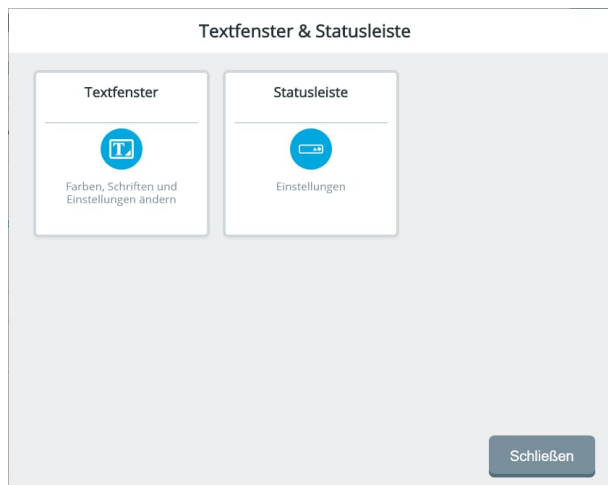 Textfenster & Statusleiste
Textfenster
Statusleiste
T
Farben, Schriften und
Einstellungen ändern
Einstellungen
Schließen